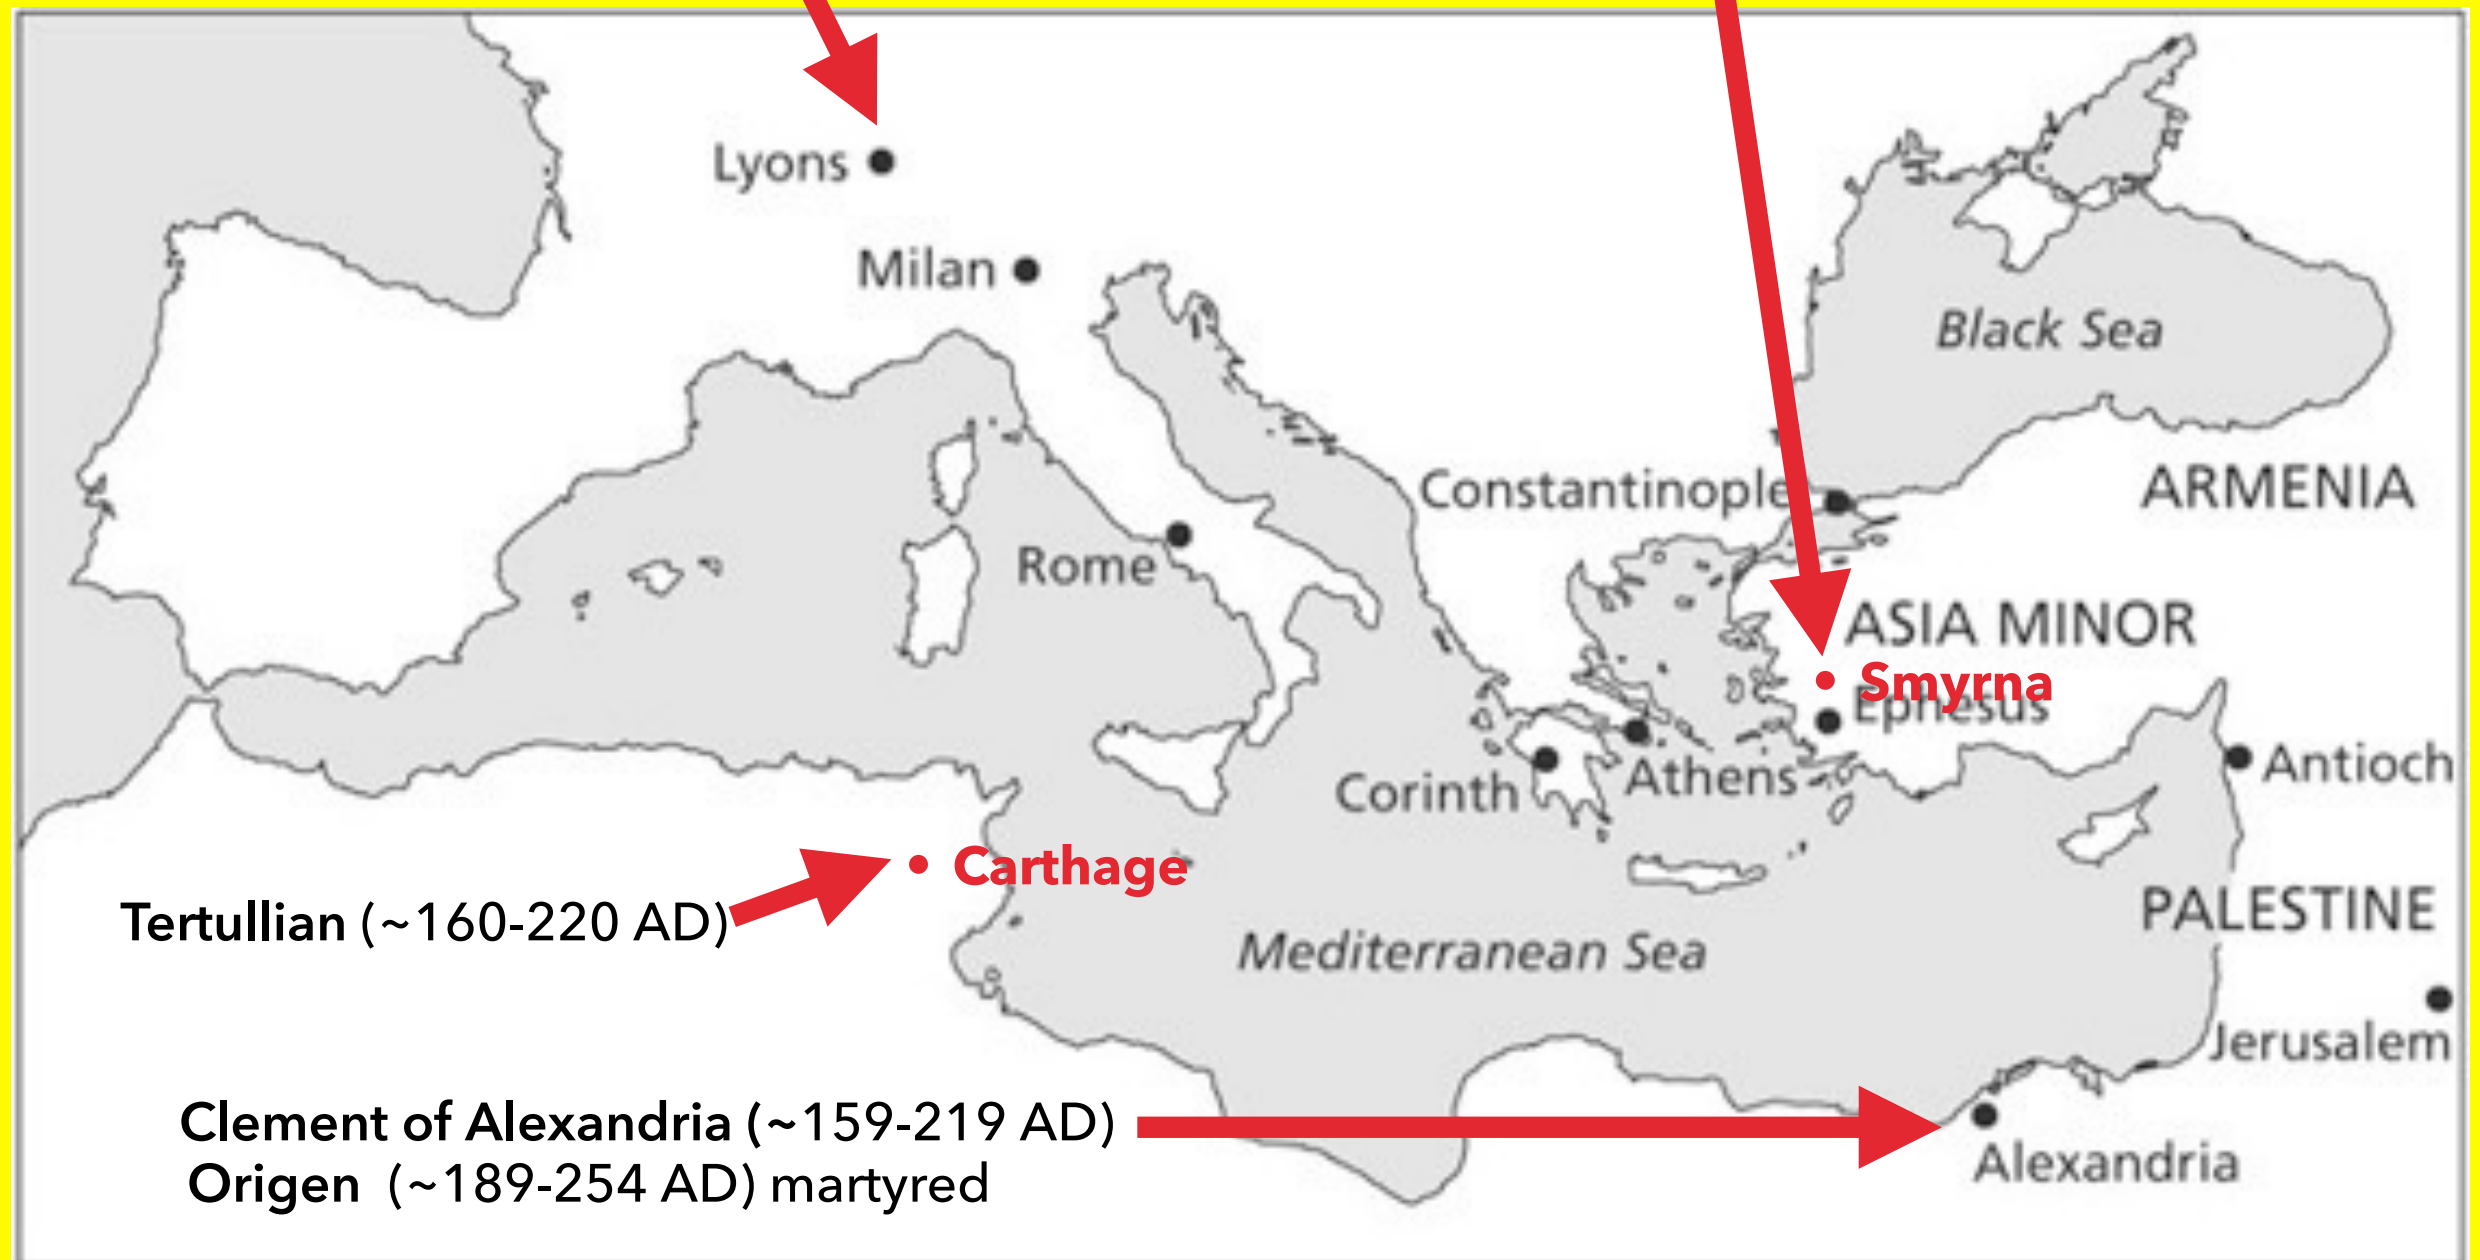 Lyons
Milan
Black Sea
Constantinople
ARMENIA
Rome
ASIA MINOR
• Smyrna
Ephesus
Antioch
Corinth
Athens
• Carthage
Tertullian (~160-220 AD)
PALESTINE
Mediterranean Sea
Jerusalem
Clement of Alexandria (~159-219 AD)
Origen (~189-254 AD) martyred
Alexandria